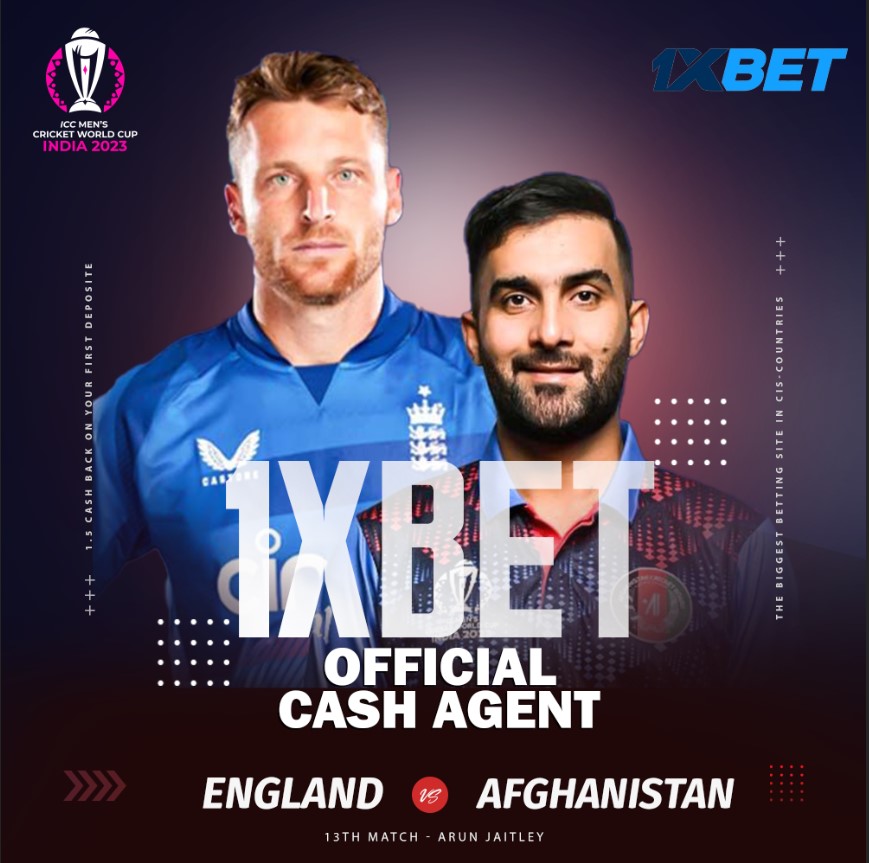 ICC MEN'S
CRICKET WORLD CUP
INDIA 2023
1XBET
1.5 CASH BACK ON YOUR FIRST DEPOSITE
+++
+++
THE BIGGEST BETTING SITE IN CIS-COUNTRIES
CASTORE
1XBET
OFFICIAL
CASH AGENT
ENGLAND VS AFGHANISTAN
13TH MATCH - ARUN JAITLEY